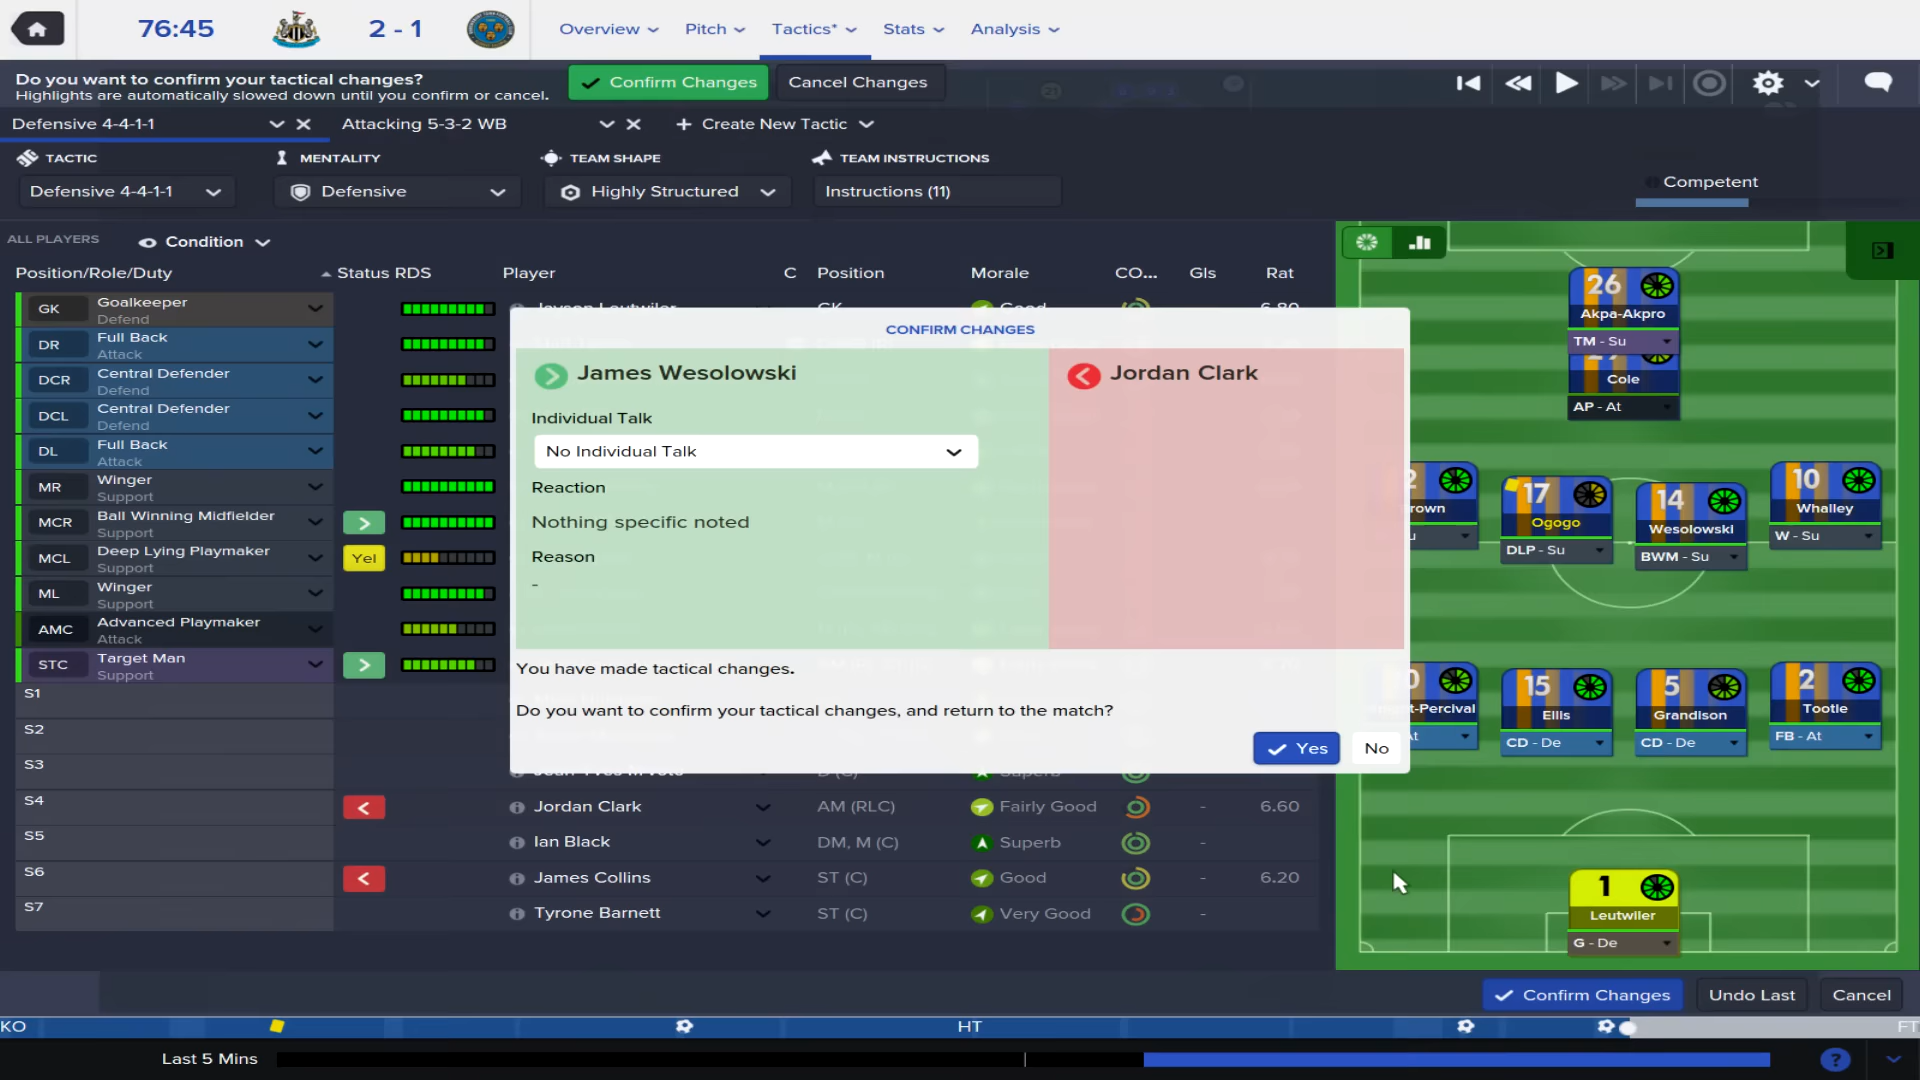 76:45
2 - 1
Overview
Pitch
Tactics*
Stats
Analysis
Do you want to confirm your tactical changes?
Highlights are automatically slowed down until you confirm or cancel.
Confirm Changes
Cancel Changes
Defensive 4-4-1-1
Attacking 5-3-2 WB
Create New Tactic
TACTIC
MENTALITY
TEAM SHAPE
TEAM INSTRUCTIONS
Defensive 4-4-1-1
Defensive
Highly Structured
Instructions (11)
Competent
ALL PLAYERS
Condition
Position/Role/Duty
Status RDS
Player
C
Position
Morale
CO...
Gls
Rat
GK
Goalkeeper
Defend
DR
Full Back
Attack
DCR
Central Defender
Defend
DCL
Central Defender
Defend
DL
Full Back
Attack
MR
Winger
Support
MCR
Ball Winning Midfielder
Support
MCL
Deep Lying Playmaker
Support
Yel
ML
Winger
Support
AMC
Advanced Playmaker
Attack
STC
Target Man
Support
S1
S2
S3
S4
Jordan Clark
AM (RLC)
Fairly Good
-
6.60
S5
Ian Black
DM, M (C)
Superb
-
S6
James Collins
ST (C)
Good
-
6.20
S7
Tyrone Barnett
ST (C)
Very Good
-
CONFIRM CHANGES
James Wesolowski
Jordan Clark
Individual Talk
No Individual Talk
Reaction
Nothing specific noted
Reason
-
You have made tactical changes.
Do you want to confirm your tactical changes, and return to the match?
Yes
No
26
Akpa-Akpro
TM - Su
Cole
AP - At
rown
17
Ogogo
DLP - Su
14
Wesolowski
BWM - Su
10
Whalley
W - Su
-Percival
15
Ellis
CD - De
5
Grandison
CD - De
2
Tootle
FB - At
1
Leutwiler
G - De
Confirm Changes
Undo Last
Cancel
KO
HT
FT
Last 5 Mins
?